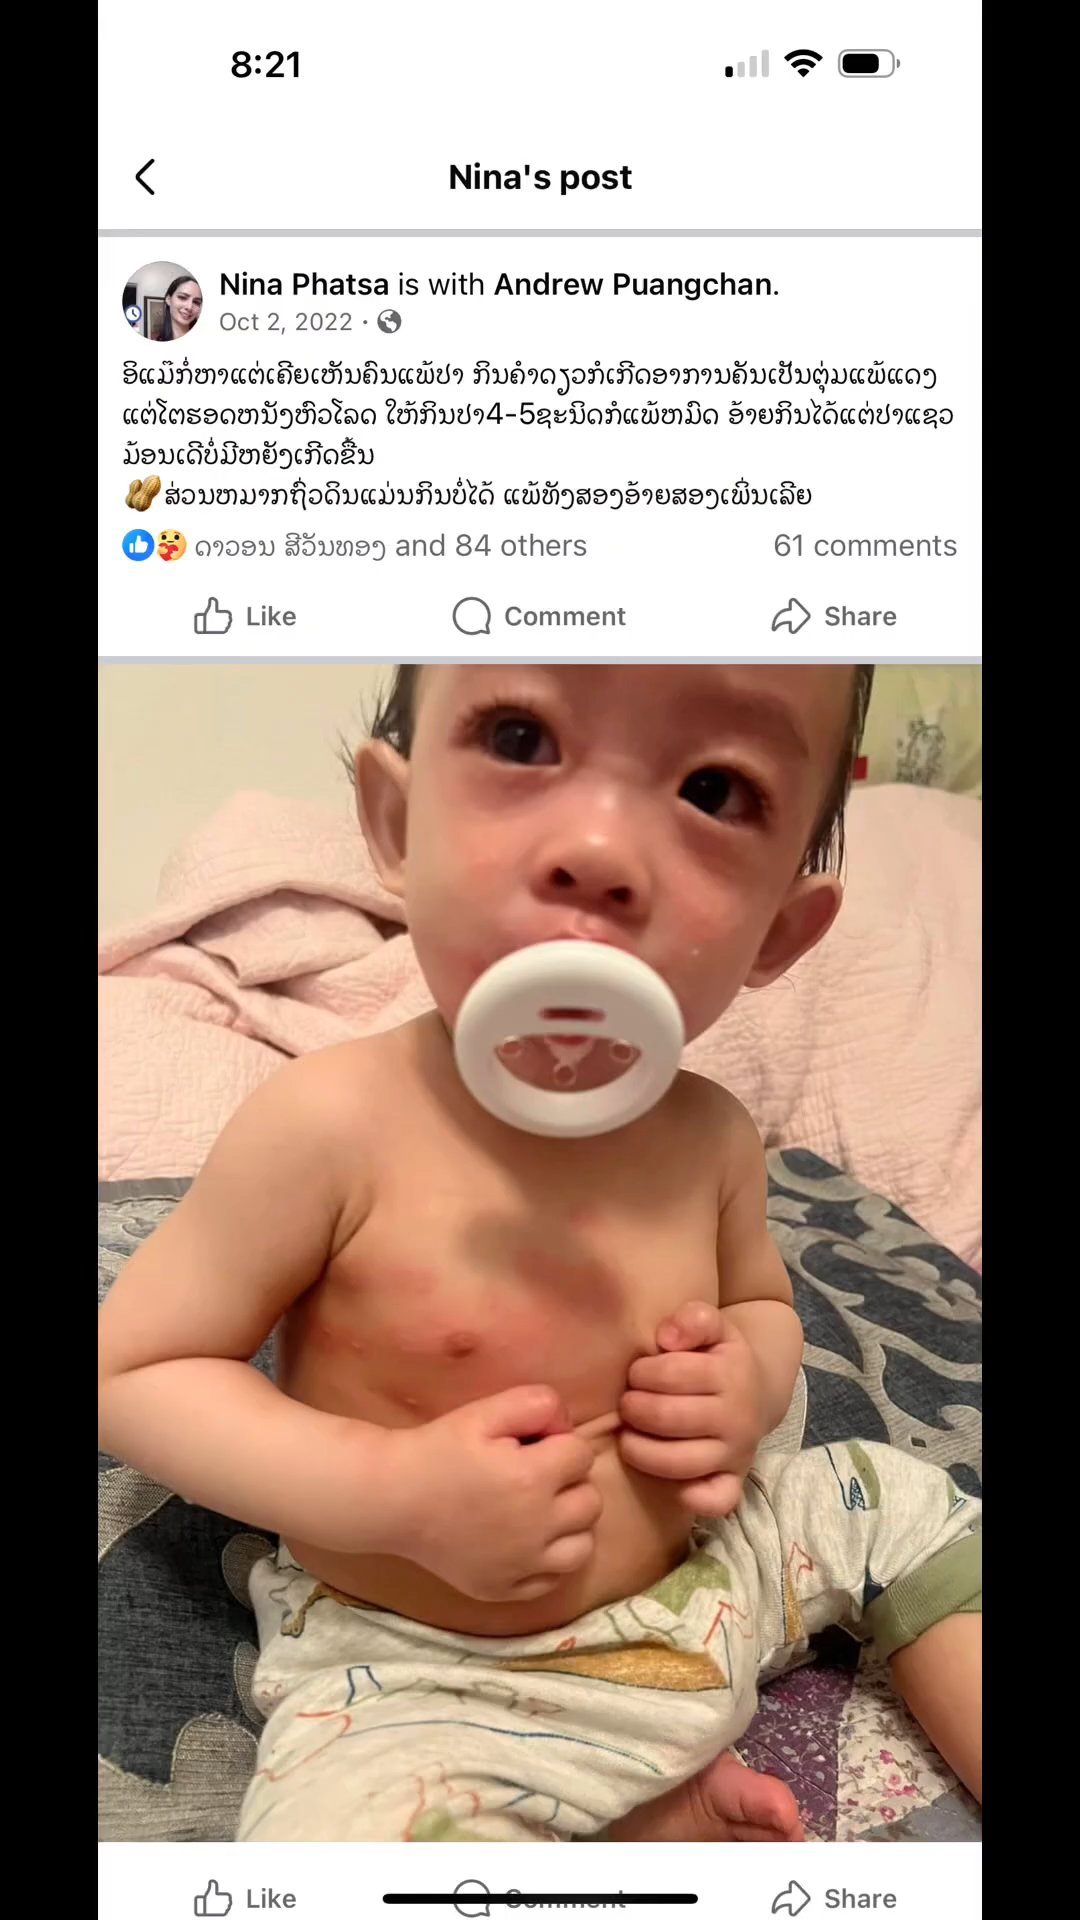 8:21
Nina's post
Nina Phatsa is with Andrew Puangchan.
Oct 2, 2022 ·
ອິແມ໊ກໍ່ຫາແຕ່ເຄີຍເຫັນຄົນແພ້ປາ ກິນຄຳດຽວກໍເກີດອາການຄັນເປັນຕຸ່ມແພ້ແດງ
ແຕ່ໂຕຮອດຫນັງຫົວໂລດ ໃຫ້ກິນປາ4-5ຊະນິດກໍແພ້ຫມົດ ອ້າຍກິນໄດ້ແຕ່ປາແຊວ
ມ້ອນເດີບໍ່ມີຫຍັງເກີດຂື້ນ
🥜ສ່ວນຫມາກຖົ່ວດິນແມ່ນກິນບໍ່ໄດ້ ແພ້ທັງສອງອ້າຍສອງເພິ່ນເລີຍ
ດາວອນ ສີວັນທອງ and 84 others 61 comments
Like Comment Share
Like Comment Share